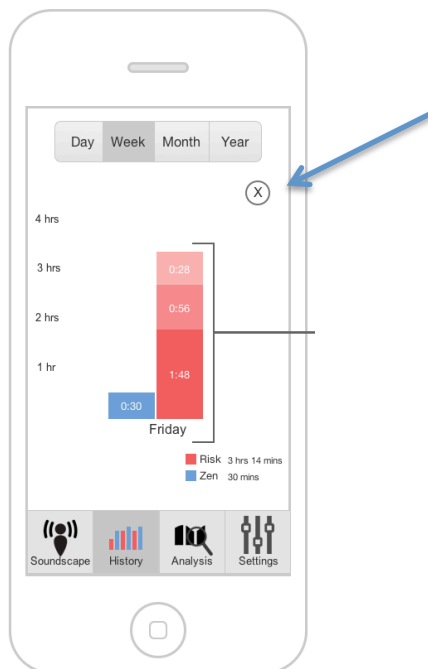 Day Week Month Year
X
4 hrs
3 hrs
0:28
0:56
2 hrs
1 hr
1:48
0:30
Friday
Risk 3 hrs 14 mins
Zen 30 mins
Soundscape History Analysis Settings